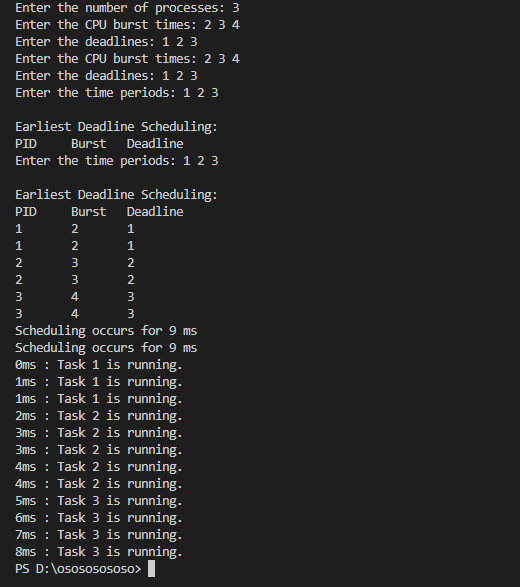 Enter the number of processes: 3
Enter the CPU burst times: 2 3 4
Enter the deadlines: 1 2 3
Enter the CPU burst times: 2 3 4
Enter the deadlines: 1 2 3
Enter the time periods: 1 2 3
Earliest Deadline Scheduling:
PID Burst Deadline
Enter the time periods: 1 2 3
Earliest Deadline Scheduling:
PID Burst Deadline
1 2 1
1 2 1
2 3 2
2 3 2
3 4 3
3 4 3
Scheduling occurs for 9 ms
Scheduling occurs for 9 ms
0ms : Task 1 is running.
1ms : Task 1 is running.
1ms : Task 1 is running.
2ms : Task 2 is running.
3ms : Task 2 is running.
3ms : Task 2 is running.
4ms : Task 2 is running.
4ms : Task 2 is running.
5ms : Task 3 is running.
6ms : Task 3 is running.
7ms : Task 3 is running.
8ms : Task 3 is running.
PS D:\osososososo>